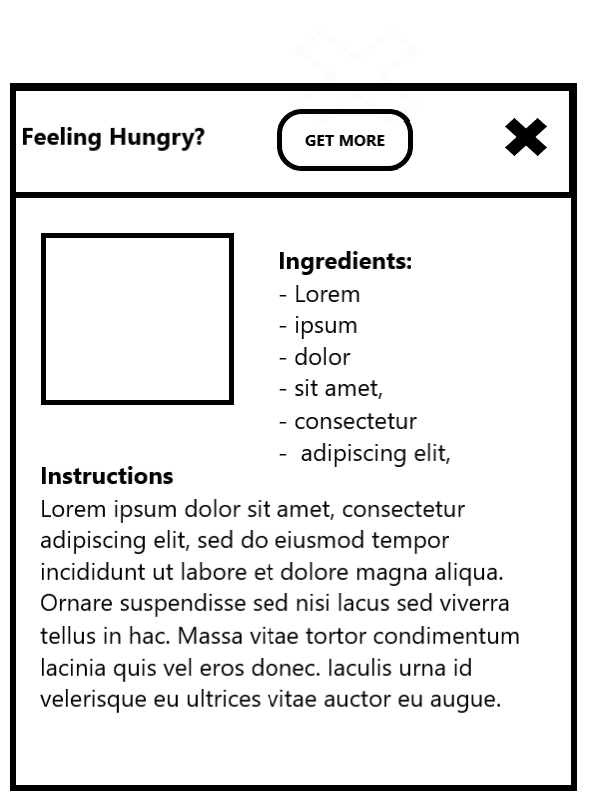 Feeling Hungry?
GET MORE
Ingredients:
- Lorem
- ipsum
- dolor
- sit amet,
- consectetur
-  adipiscing elit,
Instructions
Lorem ipsum dolor sit amet, consectetur
adipiscing elit, sed do eiusmod tempor
incididunt ut labore et dolore magna aliqua.
Ornare suspendisse sed nisi lacus sed viverra
tellus in hac. Massa vitae tortor condimentum
lacinia quis vel eros donec. Iaculis urna id
velerisque eu ultrices vitae auctor eu augue.